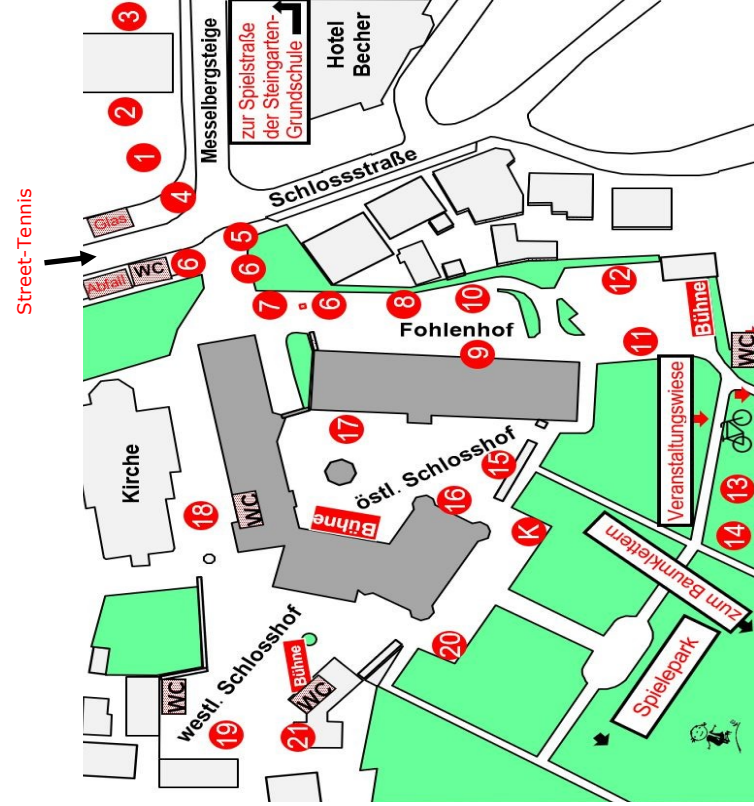 3
2
1
4
Messelbergsteige
zur Spielstraße
der Steingarten-
Grundschule
Hotel
Becher
Street-Tennis
Glas
Schlossstraße
Abfall
WC
6
5
6
7
6
8
10
12
Bühne
WC
Fohlenhof
9
11
Veranstaltungswiese
Kirche
17
östl. Schlosshof
15
16
WC
Bühne
18
K
13
14
zum Baumklettern
Spielepark
20
westl. Schlosshof
Bühne
WC
WC
19
21